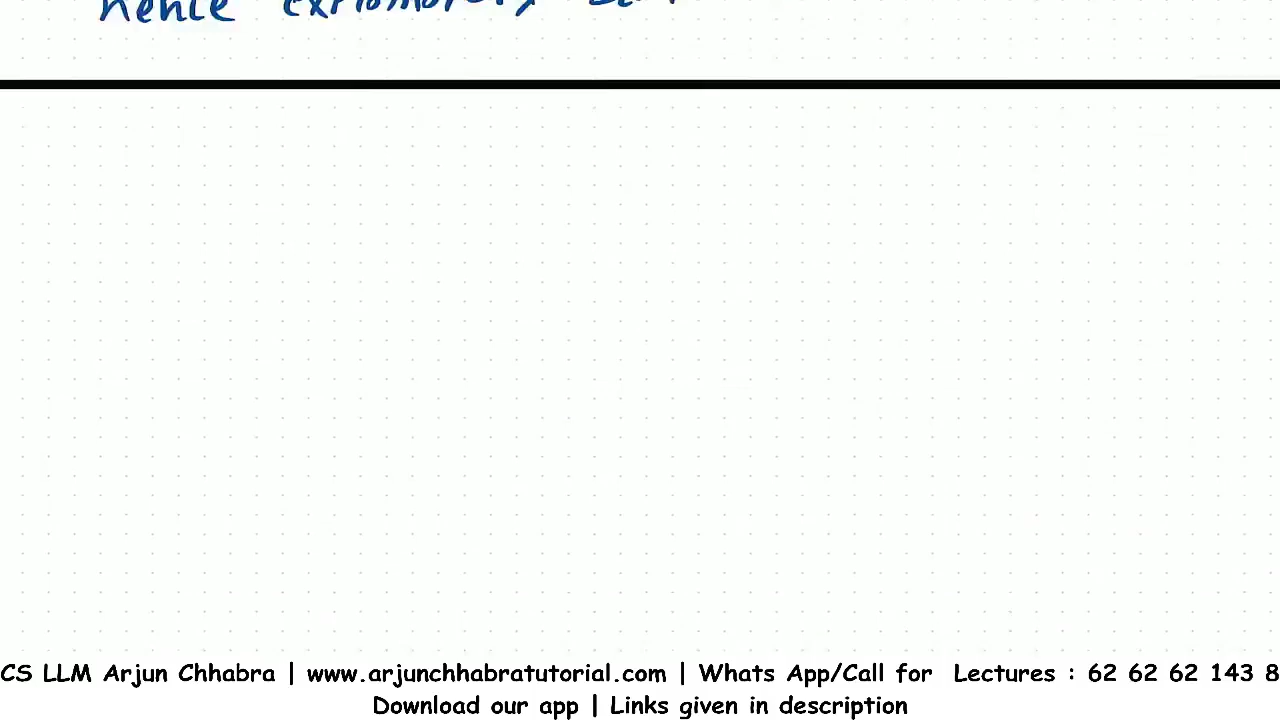 hence
CS LLM Arjun Chhabra | www.arjunchhabratutorial.com | Whats App/Call for Lectures : 62 62 62 143 8
Download our app | Links given in description